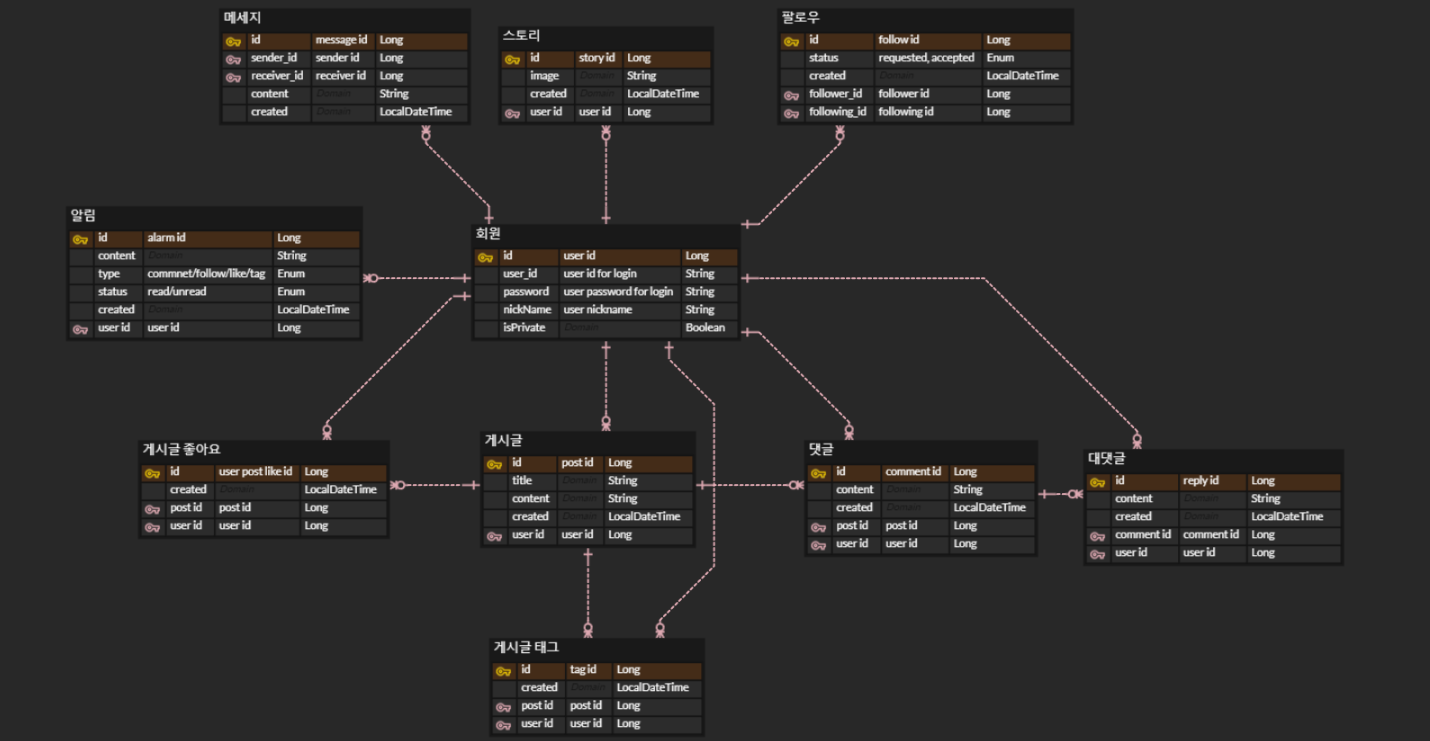 메세지
id message id Long
sender_id sender id Long
receiver_id receiver id Long
content Domain String
created Domain LocalDateTime
스토리
id story id Long
image Domain String
created Domain LocalDateTime
user id user id Long
팔로우
id follow id Long
status requested, accepted Enum
created Domain LocalDateTime
follower_id follower id Long
following_id following id Long
알림
id alarm id Long
content Domain String
type commnet/follow/like/tag Enum
status read/unread Enum
created Domain LocalDateTime
user id user id Long
회원
id user id Long
user_id user id for login String
password user password for login String
nickName user nickname String
isPrivate Domain Boolean
게시글 좋아요
id user post like id Long
created Domain LocalDateTime
post id post id Long
user id user id Long
게시글
id post id Long
title Domain String
content Domain String
created Domain LocalDateTime
user id user id Long
댓글
id comment id Long
content Domain String
created Domain LocalDateTime
post id post id Long
user id user id Long
대댓글
id reply id Long
content Domain String
created Domain LocalDateTime
comment id comment id Long
user id user id Long
게시글 태그
id tag id Long
created Domain LocalDateTime
post id post id Long
user id user id Long